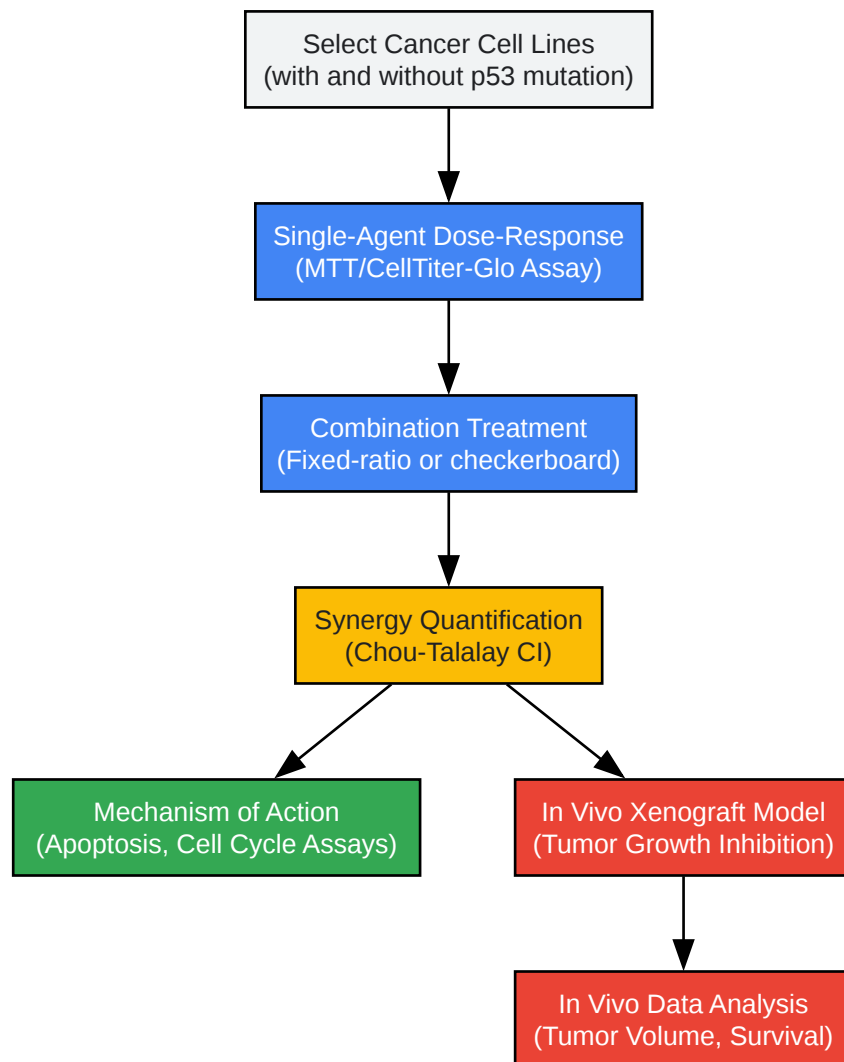 Select Cancer Cell Lines
(with and without p53 mutation)
Single-Agent Dose-Response
(MTT/CellTiter-Glo Assay)
Combination Treatment
(Fixed-ratio or checkerboard)
Synergy Quantification
(Chou-Talalay CI)
Mechanism of Action
(Apoptosis, Cell Cycle Assays)
In Vivo Xenograft Model
(Tumor Growth Inhibition)
In Vivo Data Analysis
(Tumor Volume, Survival)